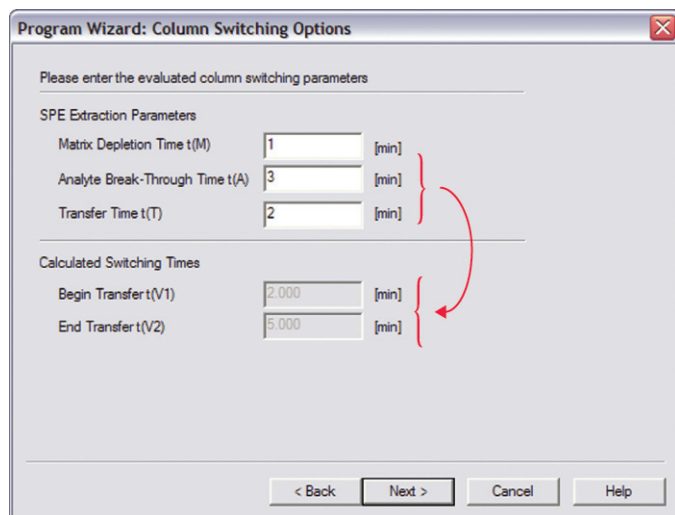 Program Wizard: Column Switching Options
Please enter the evaluated column switching parameters
SPE Extraction Parameters
Matrix Depletion Time t(M) 1 [min]
Analyte Break-Through Time t(A) 3 [min]
Transfer Time t(T) 2 [min]
Calculated Switching Times
Begin Transfer t(V1) 2.000 [min]
End Transfer t(V2) 5.000 [min]
< Back Next > Cancel Help